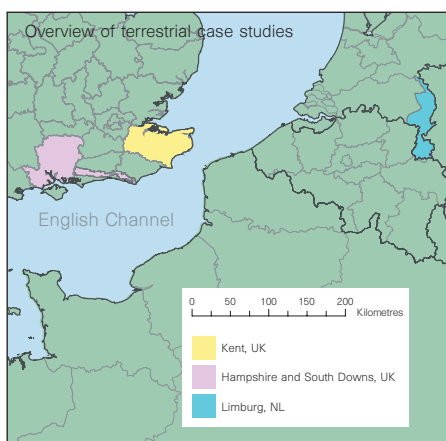 Overview of terrestrial case studies
English Channel
0 50 100 150 200
Kilometres
Kent, UK
Hampshire and South Downs, UK
Limburg, NL